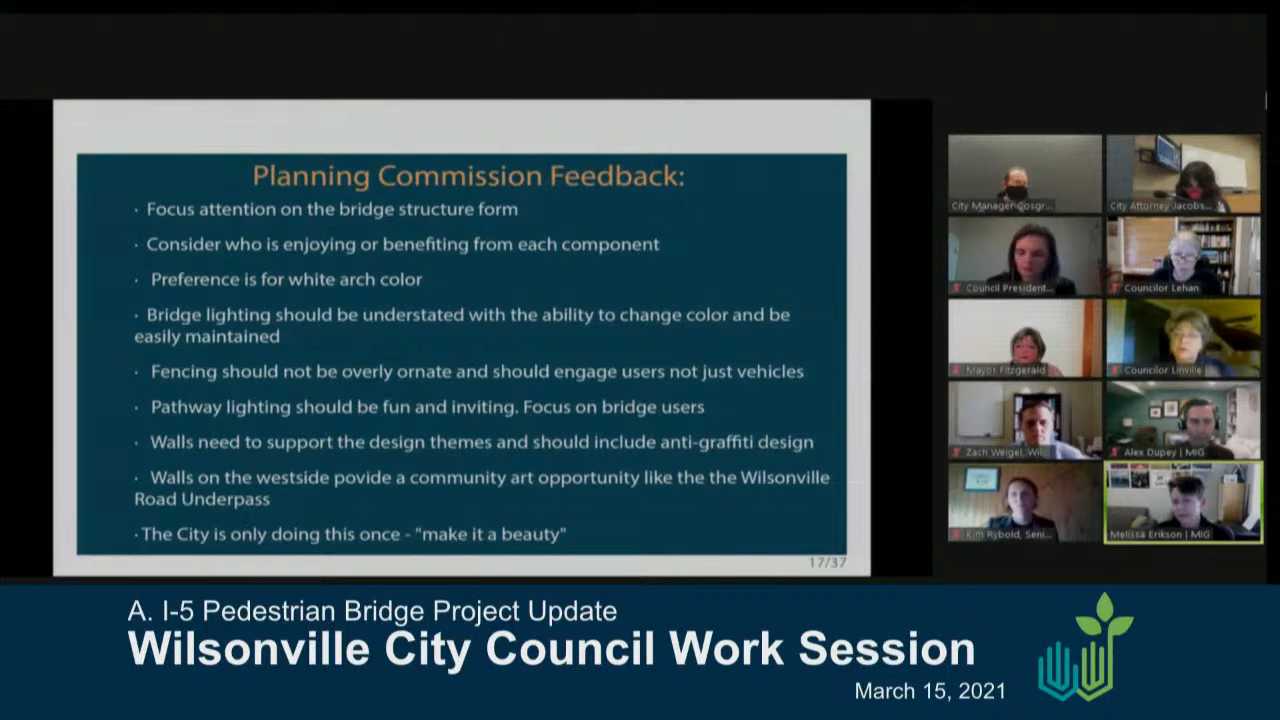 Planning Commission Feedback:
· Focus attention on the bridge structure form
· Consider who is enjoying or benefiting from each component
· Preference is for white arch color
· Bridge lighting should be understated with the ability to change color and be
easily maintained
· Fencing should not be overly ornate and should engage users not just vehicles
· Pathway lighting should be fun and inviting. Focus on bridge users
· Walls need to support the design themes and should include anti-graffiti design
· Walls on the westside povide a community art opportunity like the the Wilsonville
Road Underpass
· The City is only doing this once - "make it a beauty"
17/37
City Manager Cosgr...
City Attorney Jacobs...
Council President...
Councilor Lehan
Mayor Fitzgerald
Councilor Linville
Zach Weigel, Wil...
Alex Dupey | MIG
Kim Rybold, Seni...
Melissa Erikson | MIG
A. I-5 Pedestrian Bridge Project Update
Wilsonville City Council Work Session
March 15, 2021